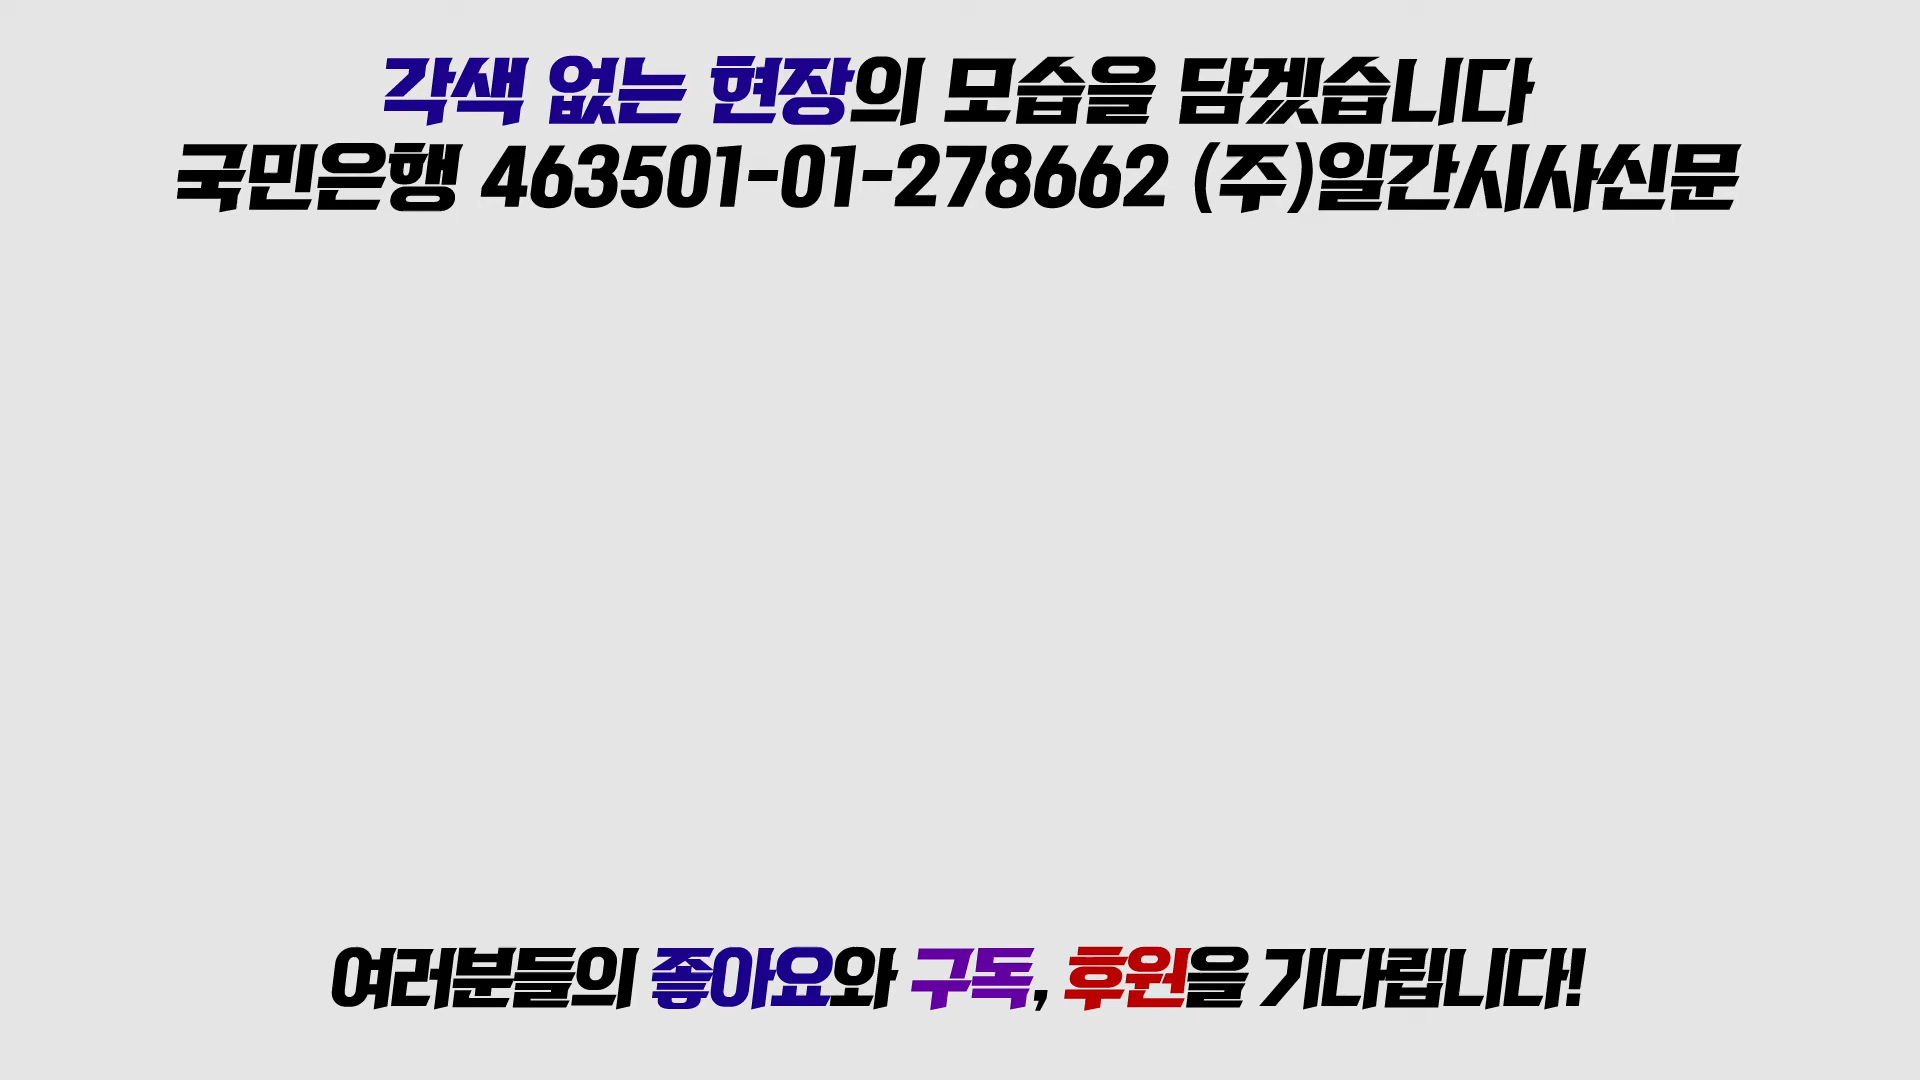 각색 없는 현장의 모습을 담겠습니다
국민은행 463501-01-278662 (주)일간시사신문
여러분들의 좋아요와 구독, 후원을 기다립니다!